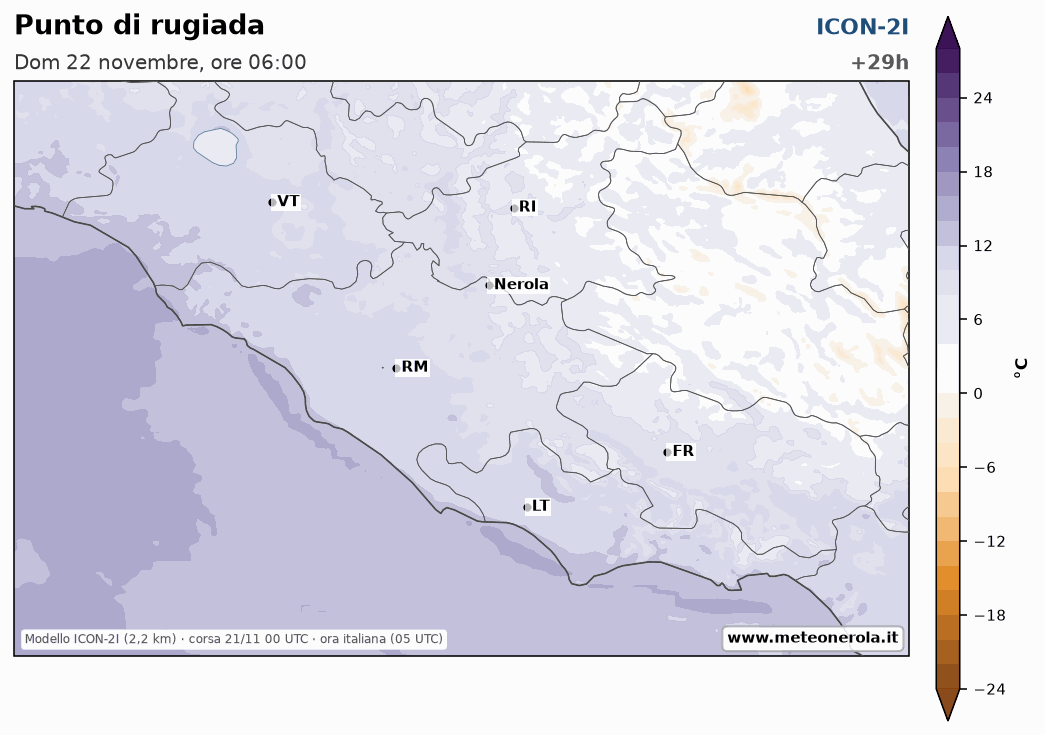 Punto di rugiada
ICON-2I
Dom 22 novembre, ore 06:00
+29h
VT
RI
Nerola
RM
FR
LT
24
18
12
6
0
−6
−12
−18
−24
°C
Modello ICON-2I (2,2 km) · corsa 21/11 00 UTC · ora italiana (05 UTC)
www.meteonerola.it